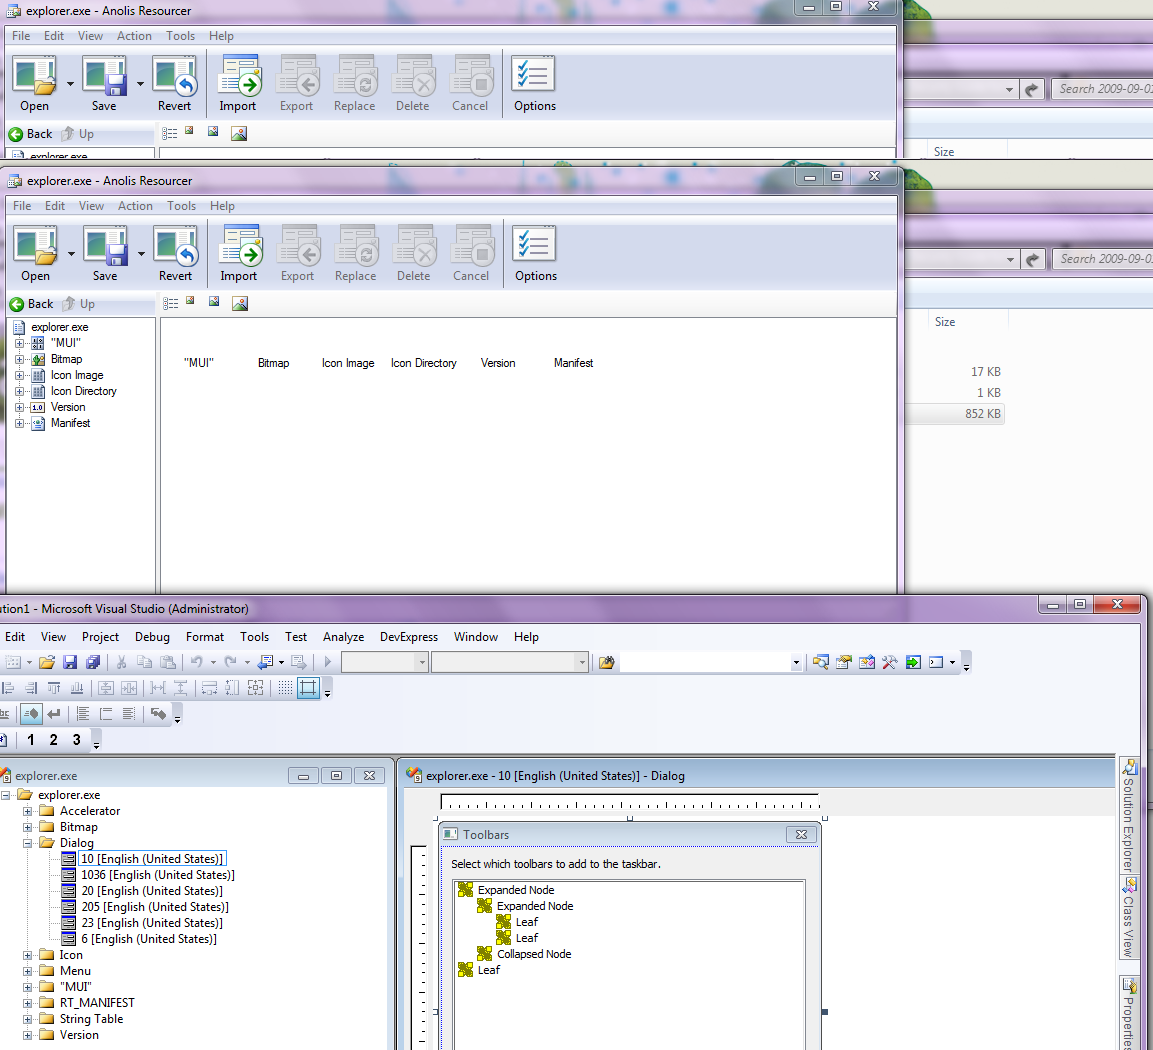 explorer.exe - Anolis Resourcer
File Edit View Action Tools Help
Open Save Revert Import Export Replace Delete Cancel Options
Search 2009-09-0
Back Up
explorer.exe
Size
explorer.exe - Anolis Resourcer
File Edit View Action Tools Help
Open Save Revert Import Export Replace Delete Cancel Options
Search 2009-09-0
Back Up
Size
explorer.exe
"MUI"
Bitmap
Icon Image
Icon Directory
1.0 Version
Manifest
"MUI" Bitmap Icon Image Icon Directory Version Manifest
17 KB
1 KB
852 KB
ution1 - Microsoft Visual Studio (Administrator)
Edit View Project Debug Format Tools Test Analyze DevExpress Window Help
1 2 3
explorer.exe
explorer.exe
Accelerator
Bitmap
Dialog
10 [English (United States)]
1036 [English (United States)]
20 [English (United States)]
205 [English (United States)]
23 [English (United States)]
6 [English (United States)]
Icon
Menu
"MUI"
RT_MANIFEST
String Table
Version
explorer.exe - 10 [English (United States)] - Dialog
Toolbars
Select which toolbars to add to the taskbar.
Expanded Node
Expanded Node
Leaf
Leaf
Collapsed Node
Leaf
Solution Explorer
Class View
Properties